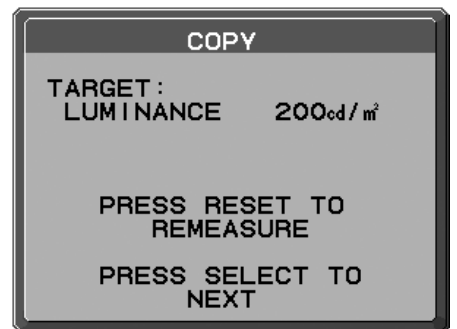 COPY
TARGET:
LUMINANCE 200cd/㎡
PRESS RESET TO
REMEASURE
PRESS SELECT TO
NEXT